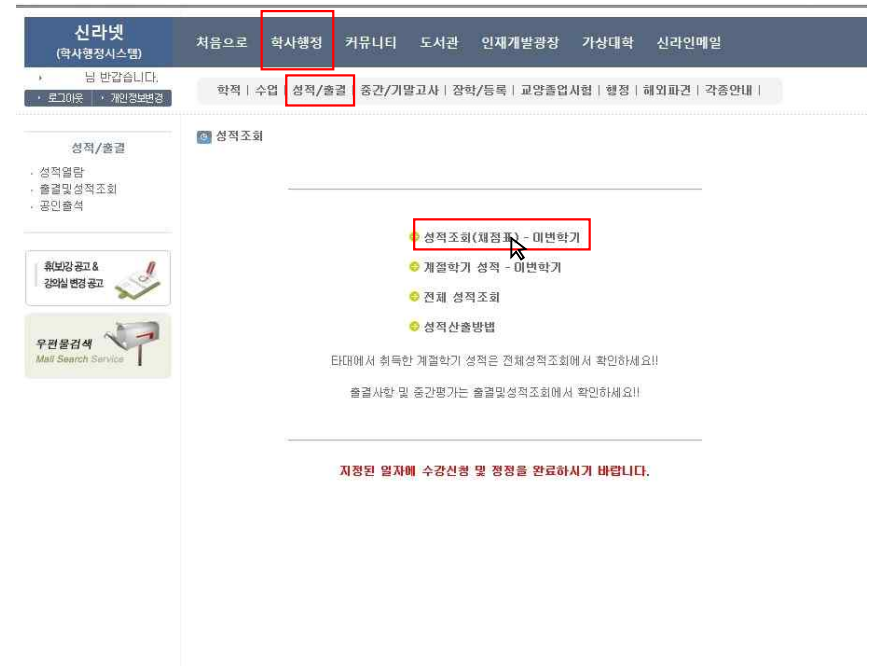 신라넷
(학사행정시스템)
처음으로 학사행정 커뮤니티 도서관 인재개발광장 가상대학 신라인메일
님 반갑습니다.
로그아웃 개인정보변경
학적 | 수업 | 성적/출결 | 중간/기말고사 | 장학/등록 | 교양졸업시험 | 행정 | 해외파견 | 각종안내 |
성적/출결
· 성적열람
· 출결및성적조회
· 공인출석
성적조회
성적조회(채점표) - 이번학기
계절학기 성적 - 이번학기
전체 성적조회
성적산출방법
타대에서 취득한 계절학기 성적은 전체성적조회에서 확인하세요!!
출결사항 및 중간평가는 출결및성적조회에서 확인하세요!!
지정된 일자에 수강신청 및 정정을 완료하시기 바랍니다.
휴(보)강 공고 &
강의실 변경 공고
우편물검색
Mail Search Service